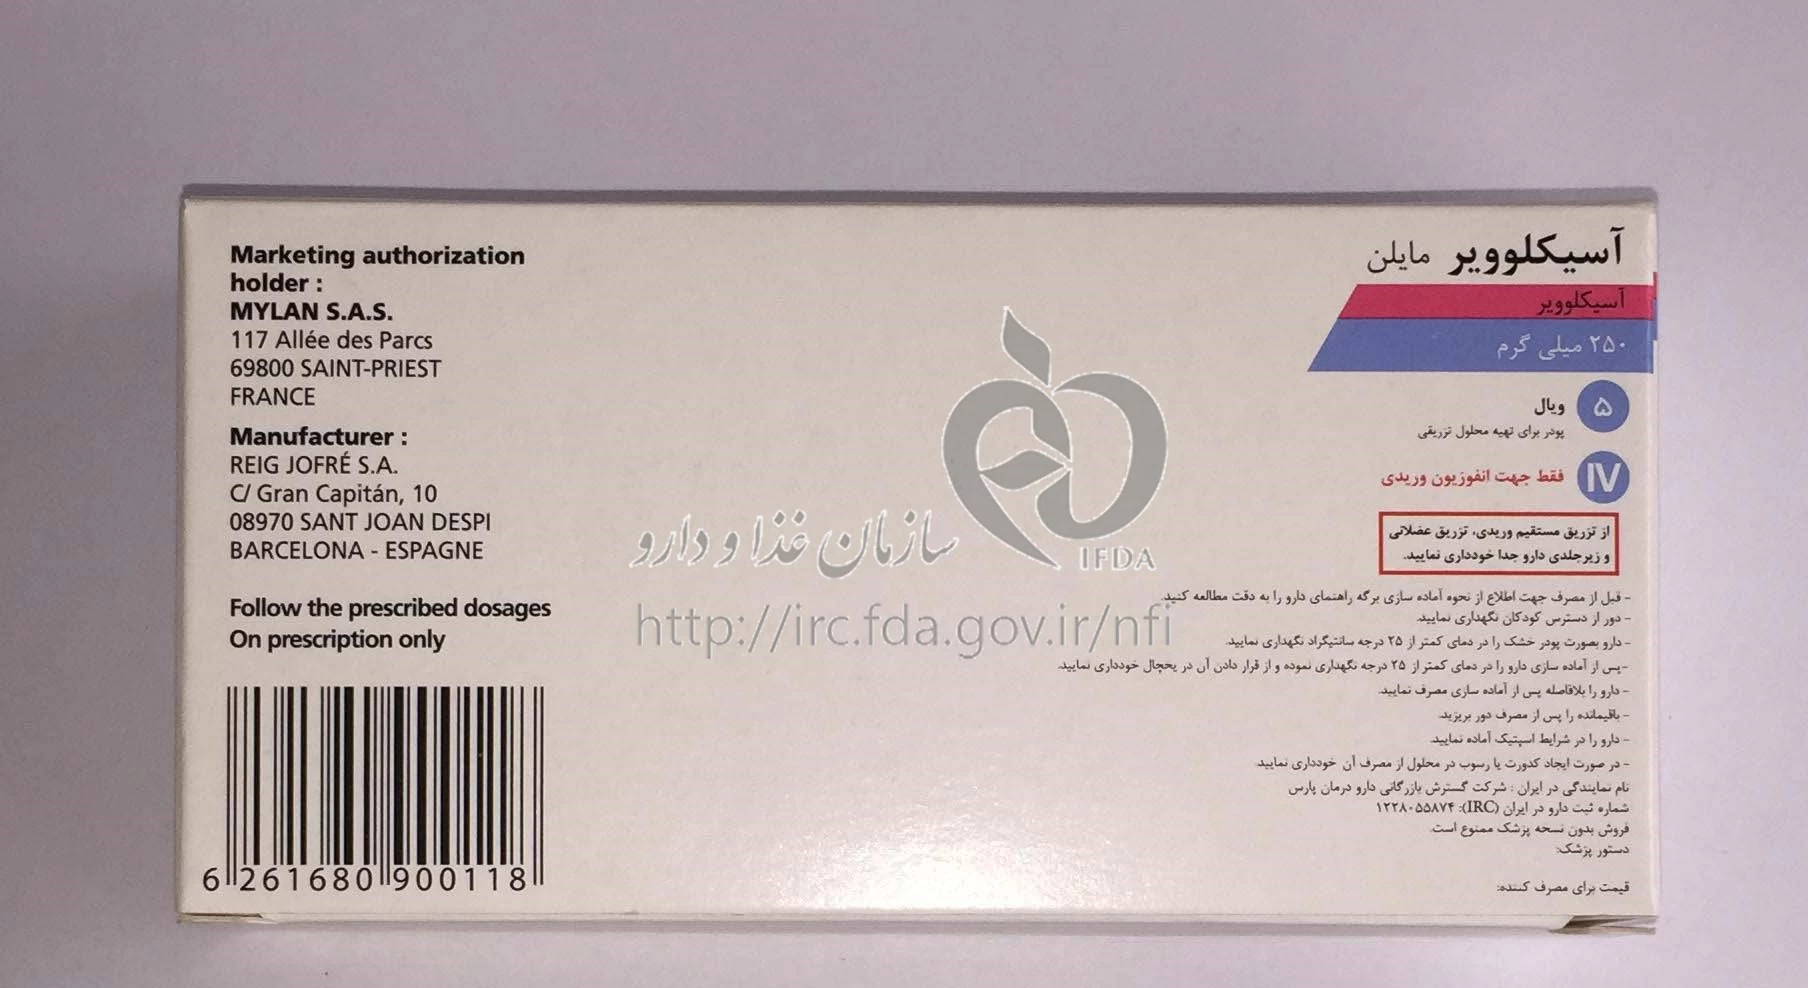 Marketing authorization
holder :
MYLAN S.A.S.
117 Allée des Parcs
69800 SAINT-PRIEST
FRANCE
Manufacturer :
REIG JOFRÉ S.A.
C/ Gran Capitán, 10
08970 SANT JOAN DESPI
BARCELONA - ESPAGNE
Follow the prescribed dosages
On prescription only
6 261680 900118
آسیکلوویر مایلن
آسیکلوویر
۲۵۰ میلی گرم
۵ ویال
پودر برای تهیه محلول تزریقی
IV فقط جهت انفوزیون وریدی
از تزریق مستقیم وریدی، تزریق عضلانی
و زیرجلدی دارو جدا خودداری نمایید.
- قبل از مصرف جهت اطلاع از نحوه آماده سازی برگه راهنمای دارو را به دقت مطالعه کنید.
- دور از دسترس کودکان نگهداری نمایید.
- دارو بصورت پودر خشک را در دمای کمتر از ۲۵ درجه سانتیگراد نگهداری نمایید.
- پس از آماده سازی دارو را در دمای کمتر از ۲۵ درجه نگهداری نموده و از قرار دادن آن در یخچال خودداری نمایید.
- دارو را بلافاصله پس از آماده سازی مصرف نمایید.
- باقیمانده را پس از مصرف دور بریزید.
- دارو را در شرایط اسپتیک آماده نمایید.
- در صورت ایجاد کدورت یا رسوب در محلول از مصرف آن خودداری نمایید.
نام نمایندگی در ایران : شرکت گسترش بازرگانی دارو درمان پارس
شماره ثبت دارو در ایران (IRC): ۱۲۲۸۰۵۵۸۷۴
فروش بدون نسخه پزشک ممنوع است.
دستور پزشک:
قیمت برای مصرف کننده:
IFDA
سازمان غذا و دارو
http://irc.fda.gov.ir/nfi